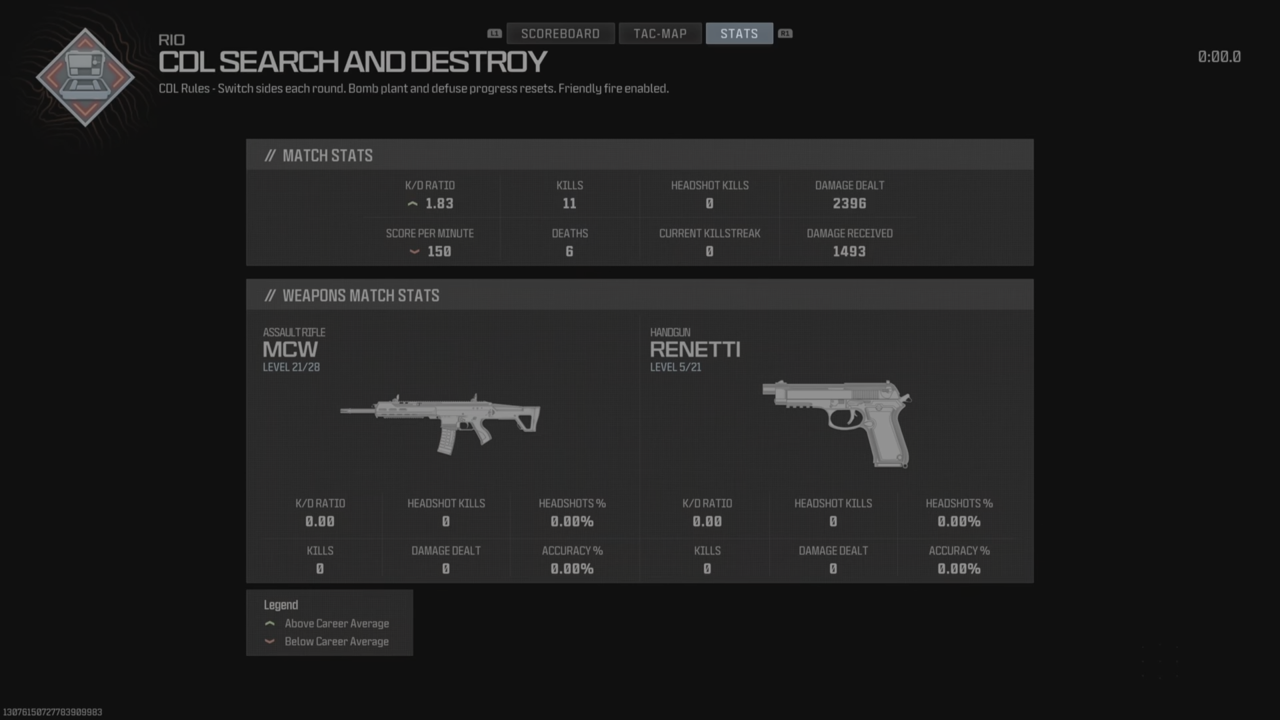 L1 SCOREBOARD TAC-MAP STATS R1
RIO
CDL SEARCH AND DESTROY
0:00.0
CDL Rules - Switch sides each round. Bomb plant and defuse progress resets. Friendly fire enabled.
// MATCH STATS
K/D RATIO KILLS HEADSHOT KILLS DAMAGE DEALT
1.83 11 0 2396
SCORE PER MINUTE DEATHS CURRENT KILLSTREAK DAMAGE RECEIVED
150 6 0 1493
// WEAPONS MATCH STATS
ASSAULT RIFLE
MCW
LEVEL 21/28
HANDGUN
RENETTI
LEVEL 5/21
K/D RATIO HEADSHOT KILLS HEADSHOTS % K/D RATIO HEADSHOT KILLS HEADSHOTS %
0.00 0 0.00% 0.00 0 0.00%
KILLS DAMAGE DEALT ACCURACY % KILLS DAMAGE DEALT ACCURACY %
0 0 0.00% 0 0 0.00%
Legend
Above Career Average
Below Career Average
13076150727783909983